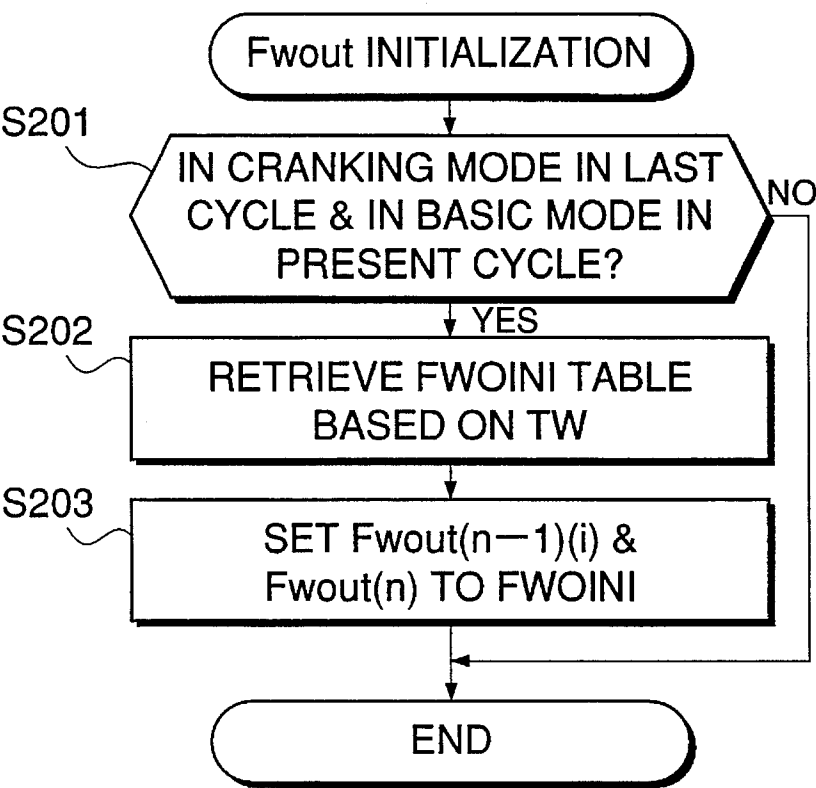 Fwout INITIALIZATION
S201
IN CRANKING MODE IN LAST
CYCLE & IN BASIC MODE IN
PRESENT CYCLE?
NO
YES
S202
RETRIEVE FWOINI TABLE
BASED ON TW
S203
SET Fwout(n−1)(i) &
Fwout(n) TO FWOINI
END